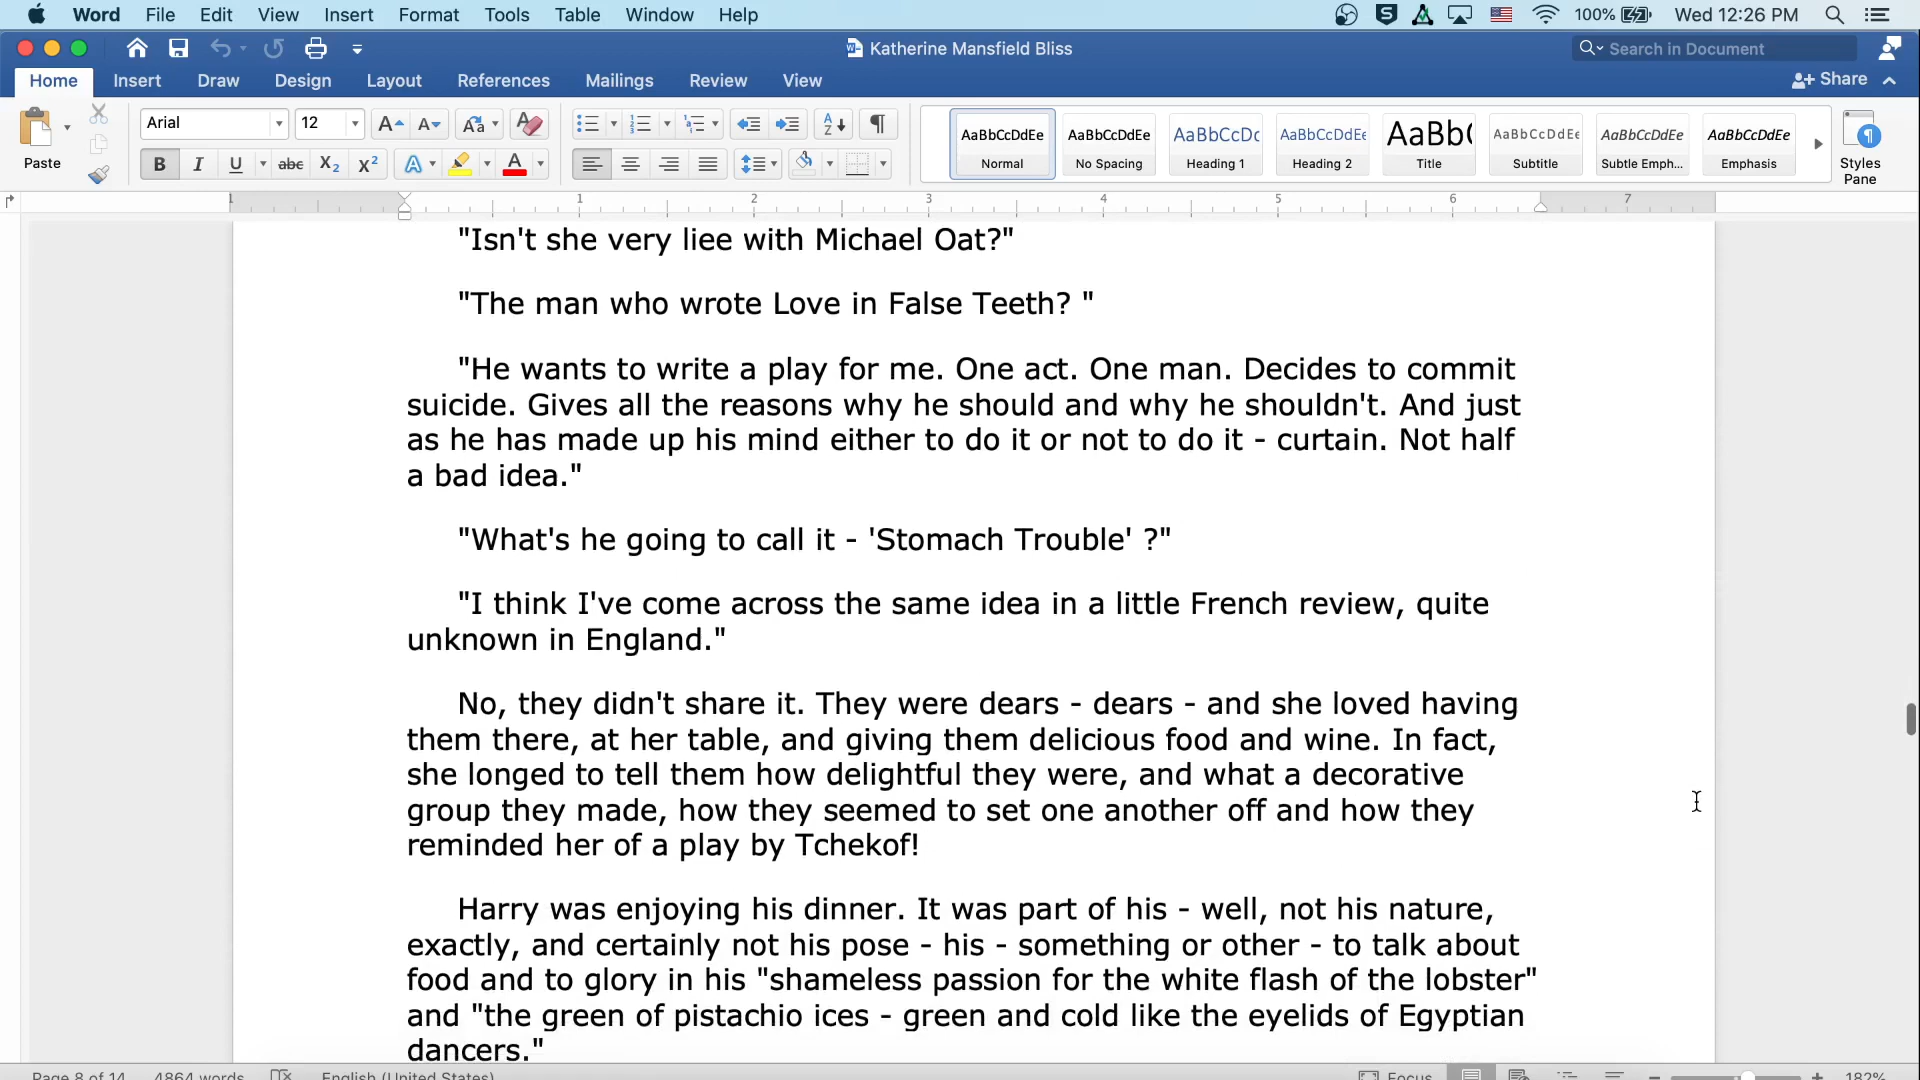 Word File Edit View Insert Format Tools Table Window Help 100% Wed 12:26 PM
Katherine Mansfield Bliss
Search in Document
Home Insert Draw Design Layout References Mailings Review View Share
Paste
Arial 12
AaBbCcDdEe Normal
AaBbCcDdEe No Spacing
AaBbCcDc Heading 1
AaBbCcDdEe Heading 2
AaBb( Title
AaBbCcDdEe Subtitle
AaBbCcDdEe Subtle Emph...
AaBbCcDdEe Emphasis
Styles
Pane
1 1 2 3 4 5 6 7
"Isn't she very liee with Michael Oat?"
"The man who wrote Love in False Teeth? "
"He wants to write a play for me. One act. One man. Decides to commit
suicide. Gives all the reasons why he should and why he shouldn't. And just
as he has made up his mind either to do it or not to do it - curtain. Not half
a bad idea."
"What's he going to call it - 'Stomach Trouble' ?"
"I think I've come across the same idea in a little French review, quite
unknown in England."
No, they didn't share it. They were dears - dears - and she loved having
them there, at her table, and giving them delicious food and wine. In fact,
she longed to tell them how delightful they were, and what a decorative
group they made, how they seemed to set one another off and how they
reminded her of a play by Tchekof!
Harry was enjoying his dinner. It was part of his - well, not his nature,
exactly, and certainly not his pose - his - something or other - to talk about
food and to glory in his "shameless passion for the white flash of the lobster"
and "the green of pistachio ices - green and cold like the eyelids of Egyptian
dancers."
Page 8 of 14 4864 words English (United States) Focus 182%